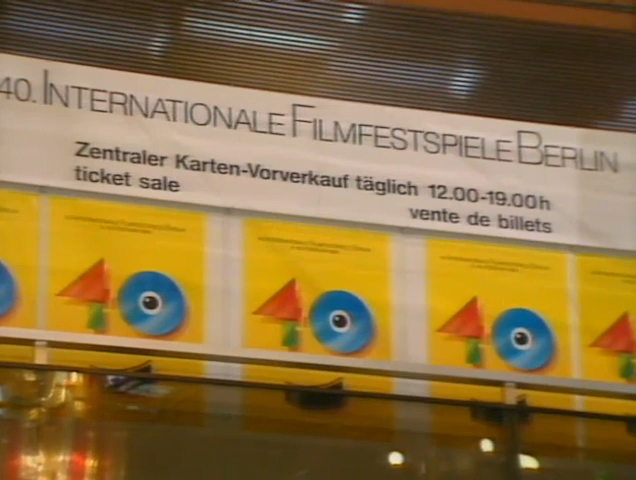 40. INTERNATIONALE FILMFESTSPIELE BERLIN
Zentraler Karten-Vorverkauf täglich 12.00-19.00h
ticket sale
vente de billets